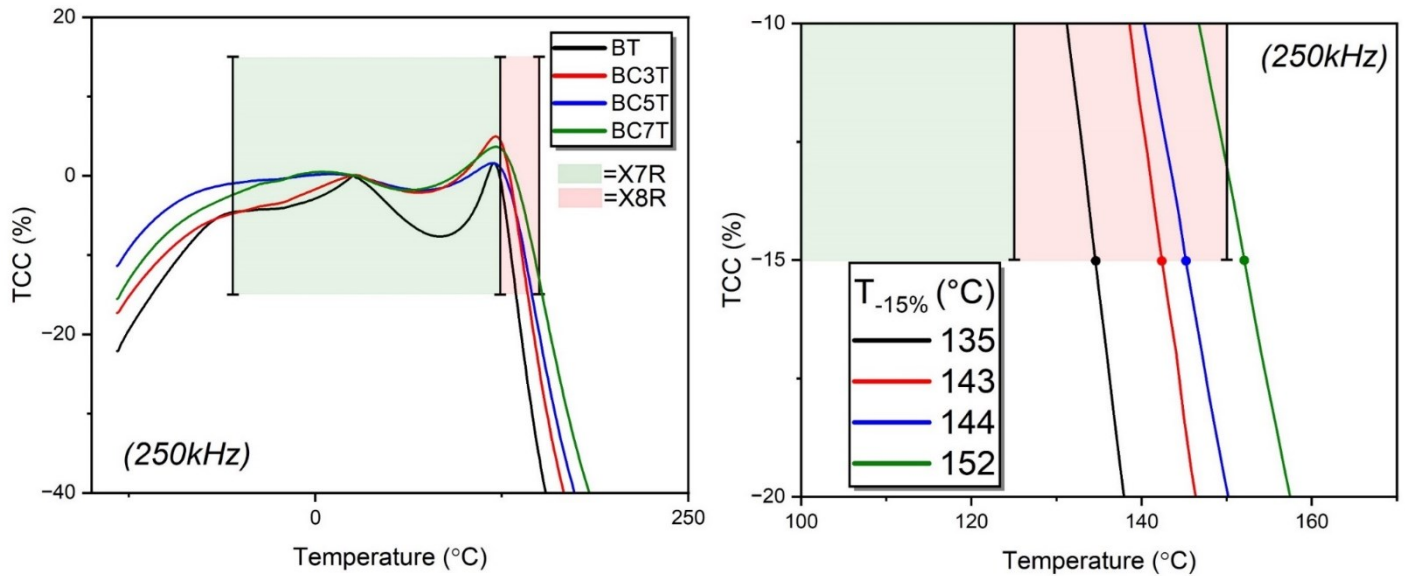 20
0
−20
−40
TCC (%)
0
250
Temperature (°C)
BT
BC3T
BC5T
BC7T
=X7R
=X8R
(250kHz)
−10
−15
−20
TCC (%)
100
120
140
160
Temperature (°C)
(250kHz)
T-15% (°C)
135
143
144
152